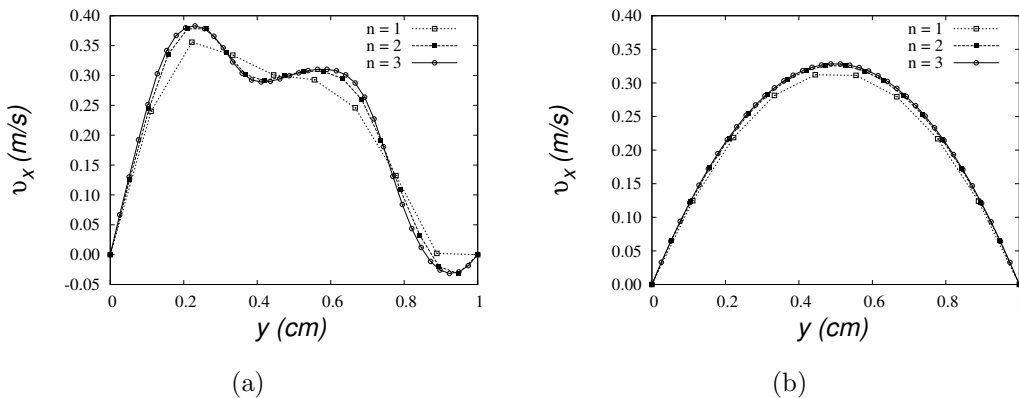 0.40
0.35
0.30
0.25
0.20
0.15
0.10
0.05
0.00
-0.05
υx (m/s)
n = 1
n = 2
n = 3
0 0.2 0.4 0.6 0.8 1
y (cm)
(a)
0.40
0.35
0.30
0.25
0.20
0.15
0.10
0.05
0.00
υx (m/s)
n = 1
n = 2
n = 3
0 0.2 0.4 0.6 0.8
y (cm)
(b)